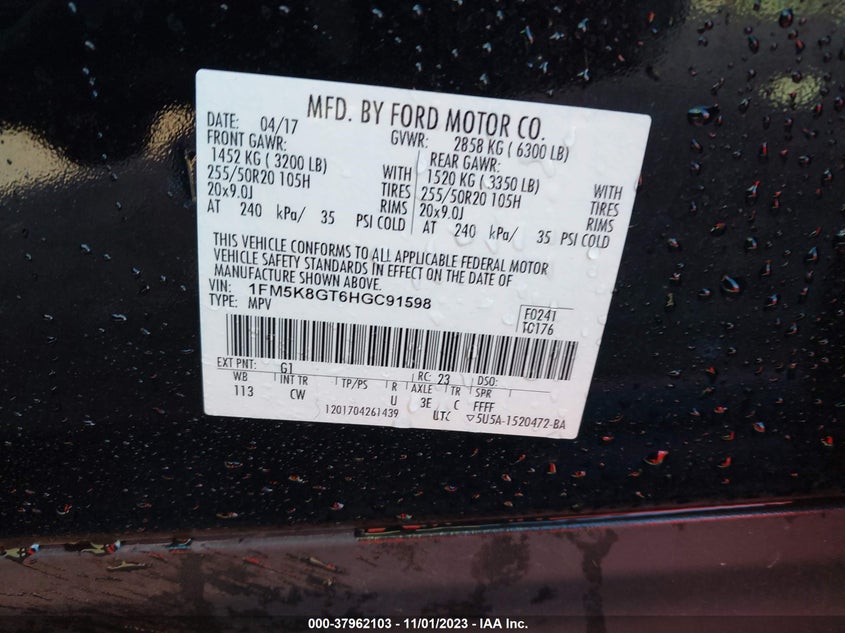 MFD. BY FORD MOTOR CO.
DATE: 04/17 GVWR: 2858 KG ( 6300 LB)
FRONT GAWR: REAR GAWR:
1452 KG ( 3200 LB) WITH 1520 KG ( 3350 LB) WITH
255/50R20 105H TIRES 255/50R20 105H TIRES
20x9.0J RIMS 20x9.0J RIMS
AT 240 kPa/ 35 PSI COLD AT 240 kPa/ 35 PSI COLD
THIS VEHICLE CONFORMS TO ALL APPLICABLE FEDERAL MOTOR
VEHICLE SAFETY STANDARDS IN EFFECT ON THE DATE OF
MANUFACTURE SHOWN ABOVE.
VIN: 1FM5K8GT6HGC91598
TYPE: MPV
F0241
TC176
EXT PNT: G1 RC: 23 DSO:
WB INT TR TP/PS R AXLE TR SPR
113 CW U 3E C FFFF
1201704261439 UTC ▽5U5A-1520472-BA
000-37962103 - 11/01/2023 - IAA Inc.